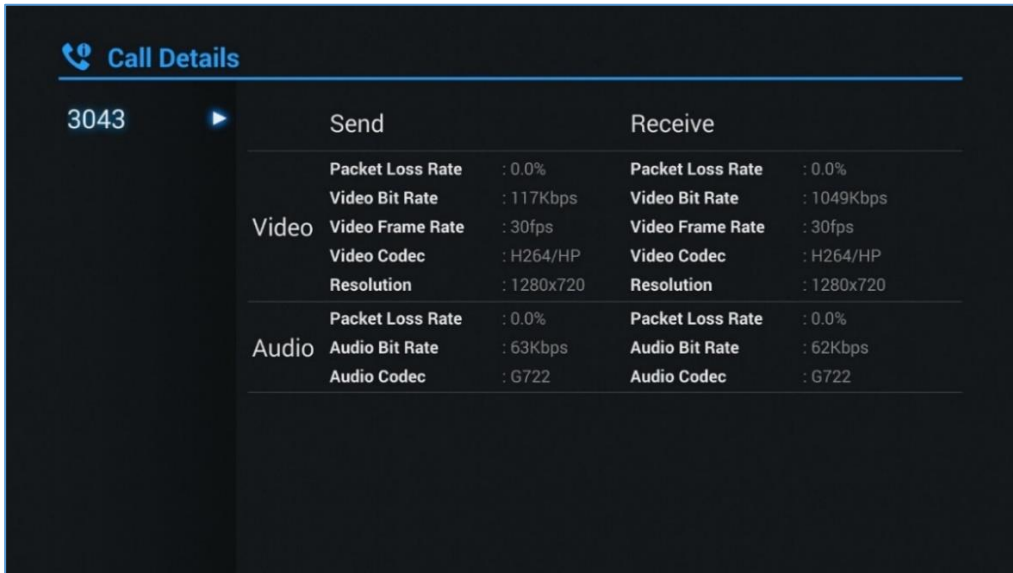 Call Details
3043
Send Receive
Packet Loss Rate : 0.0% Packet Loss Rate : 0.0%
Video Bit Rate : 117Kbps Video Bit Rate : 1049Kbps
Video Video Frame Rate : 30fps Video Frame Rate : 30fps
Video Codec : H264/HP Video Codec : H264/HP
Resolution : 1280x720 Resolution : 1280x720
Packet Loss Rate : 0.0% Packet Loss Rate : 0.0%
Audio Audio Bit Rate : 63Kbps Audio Bit Rate : 62Kbps
Audio Codec : G722 Audio Codec : G722